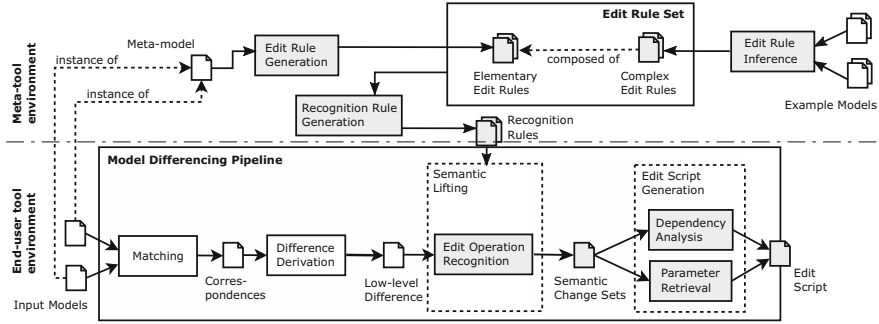 Meta-tool
environment
instance of
instance of
Meta-model
Edit Rule
Generation
Edit Rule Set
Elementary
Edit Rules
composed of
Complex
Edit Rules
Edit Rule
Inference
Example Models
Recognition Rule
Generation
Recognition
Rules
End-user tool
environment
Model Differencing Pipeline
Input Models
Matching
Corres-
pondences
Difference
Derivation
Low-level
Difference
Semantic
Lifting
Edit Operation
Recognition
Semantic
Change Sets
Edit Script
Generation
Dependency
Analysis
Parameter
Retrieval
Edit
Script